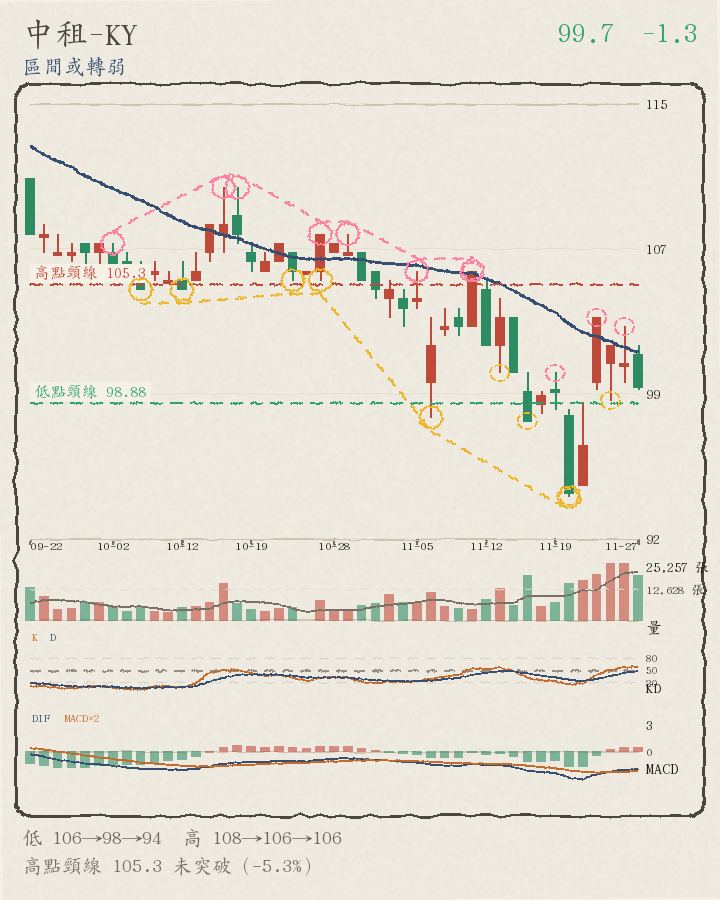 中租-KY
99.7 -1.3
區間或轉弱
115
107
高點頸線 105.3
低點頸線 98.88
99
92
09-22 10-02 10-12 10-19 10-28 11-05 11-12 11-19 11-27
25,257 張
12,628 張
量
K D
80
50
20
KD
DIF MACD×2
3
0
MACD
低 106→98→94 高 108→106→106
高點頸線 105.3 未突破 (-5.3%)